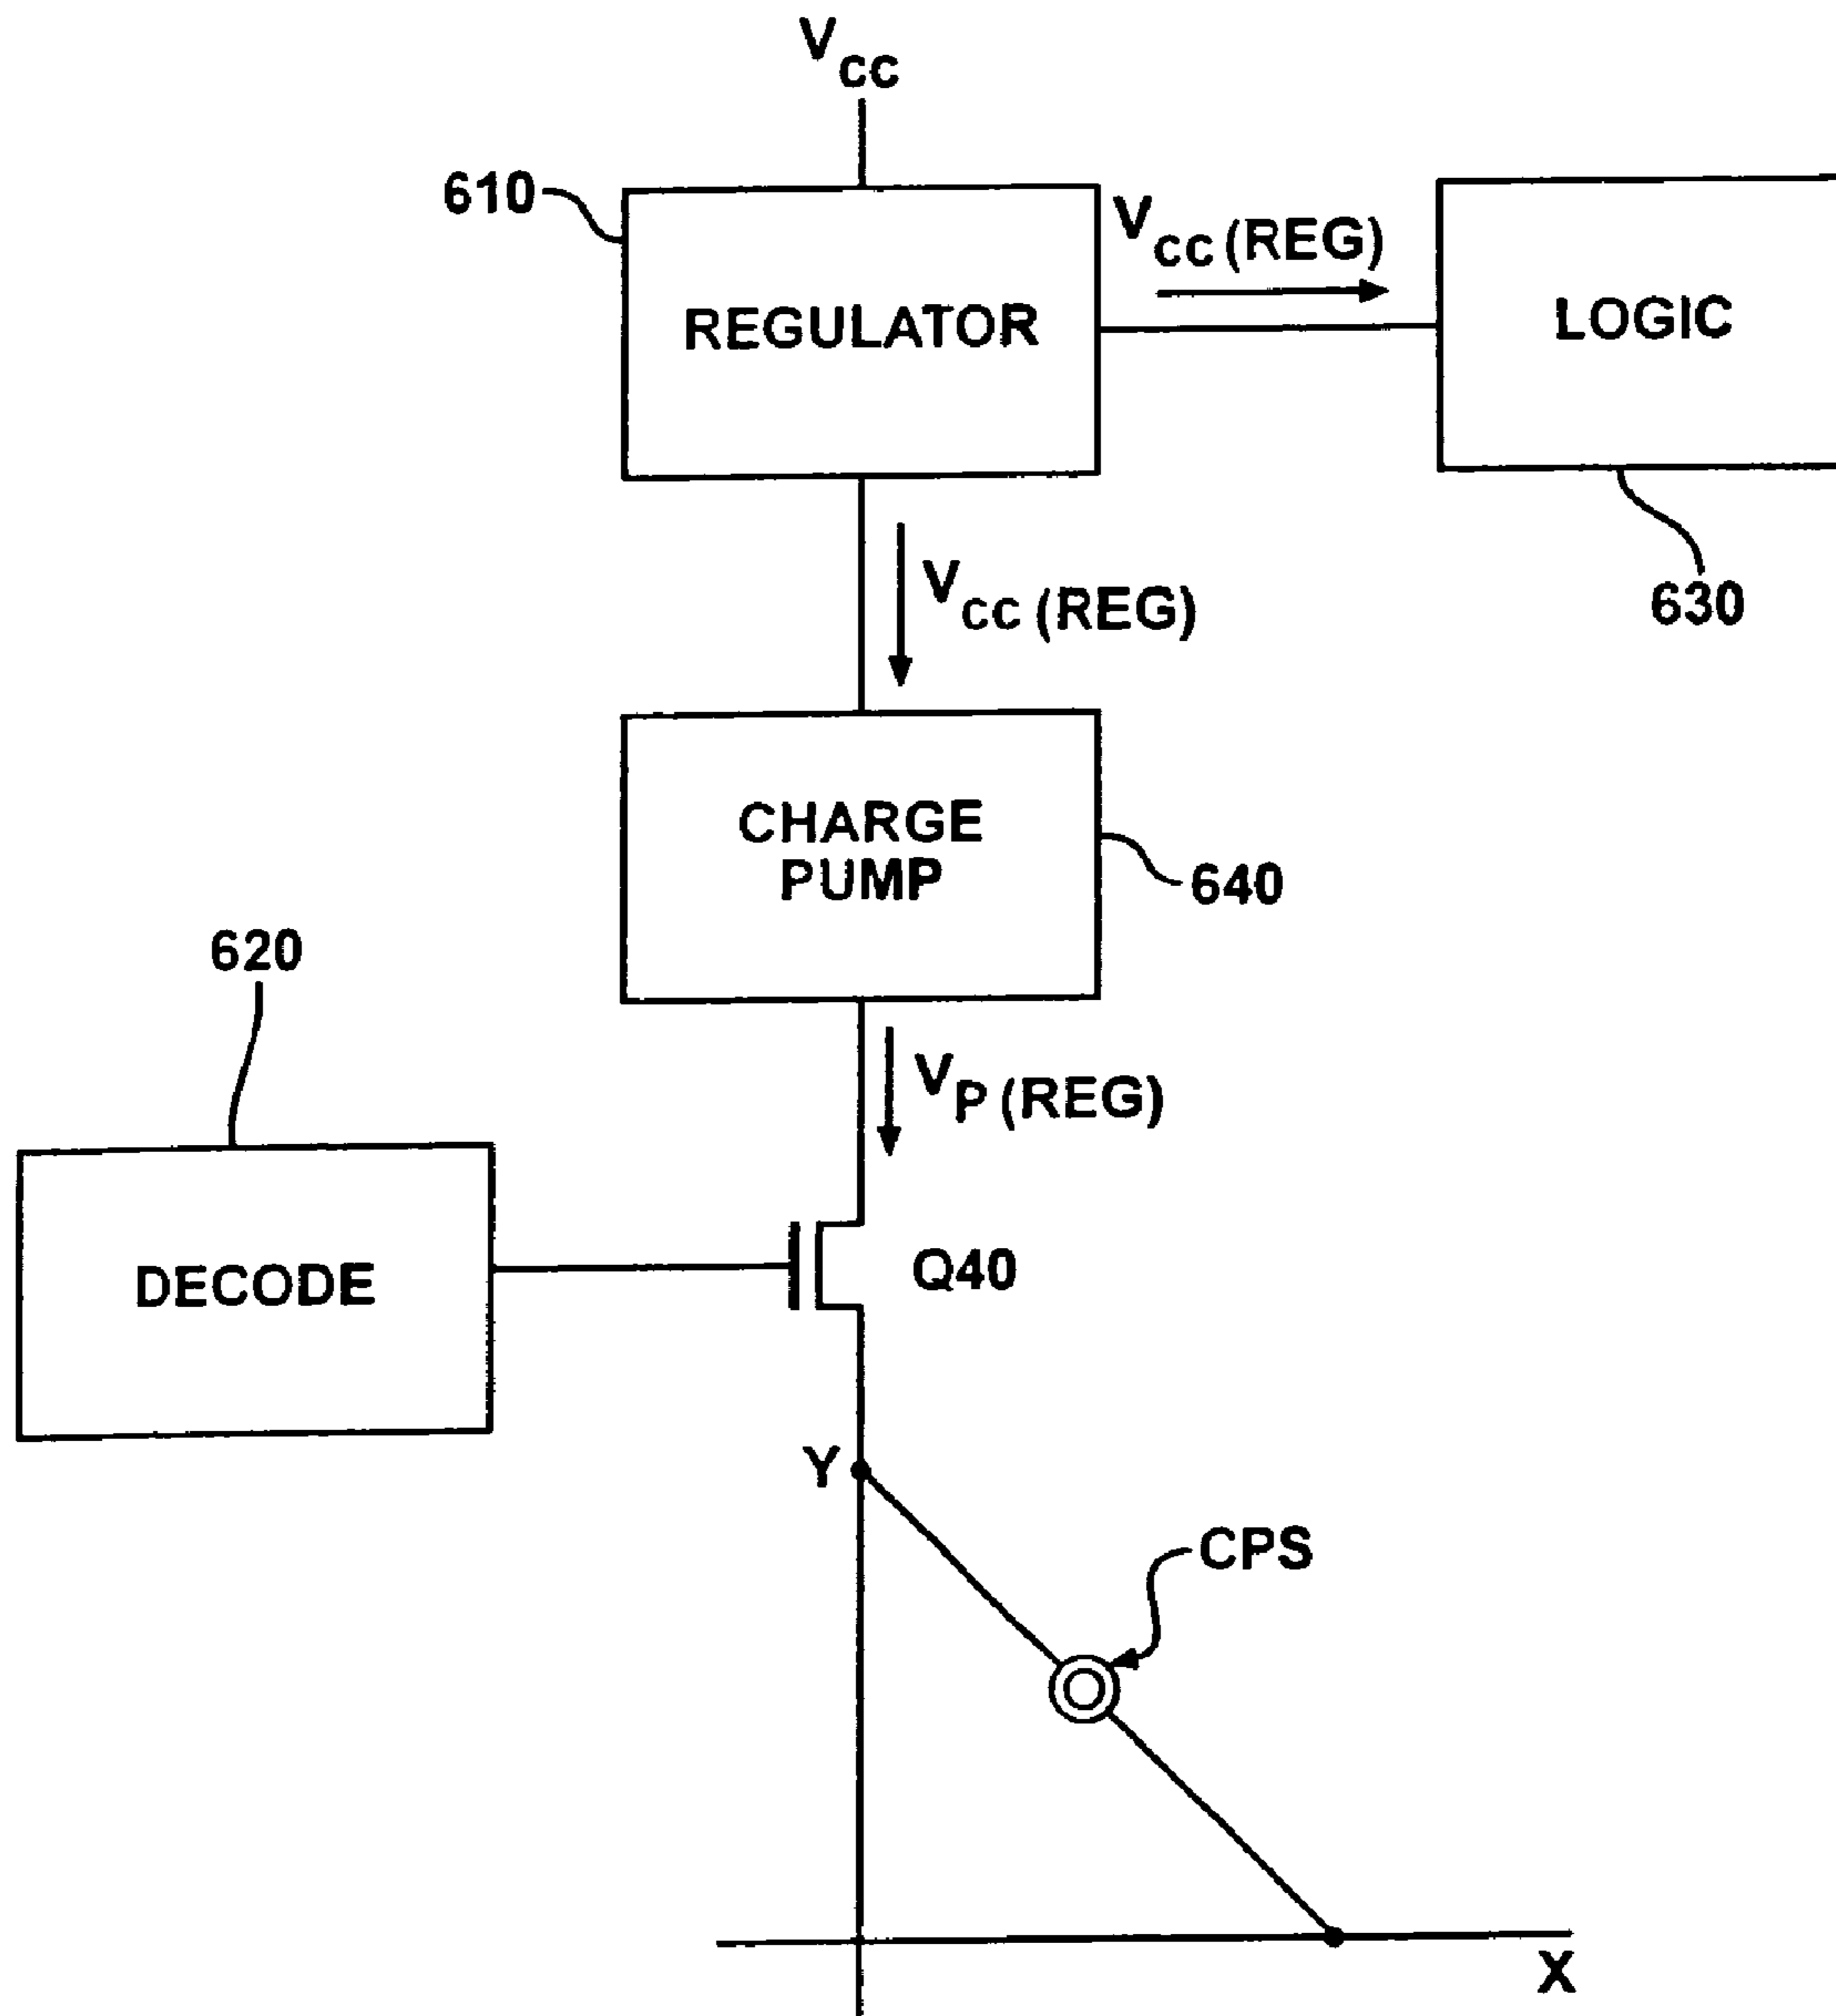 Vcc
610
REGULATOR
Vcc (REG)
LOGIC
630
Vcc (REG)
CHARGE
PUMP
640
620
VP (REG)
DECODE
Q40
Y
CPS
X